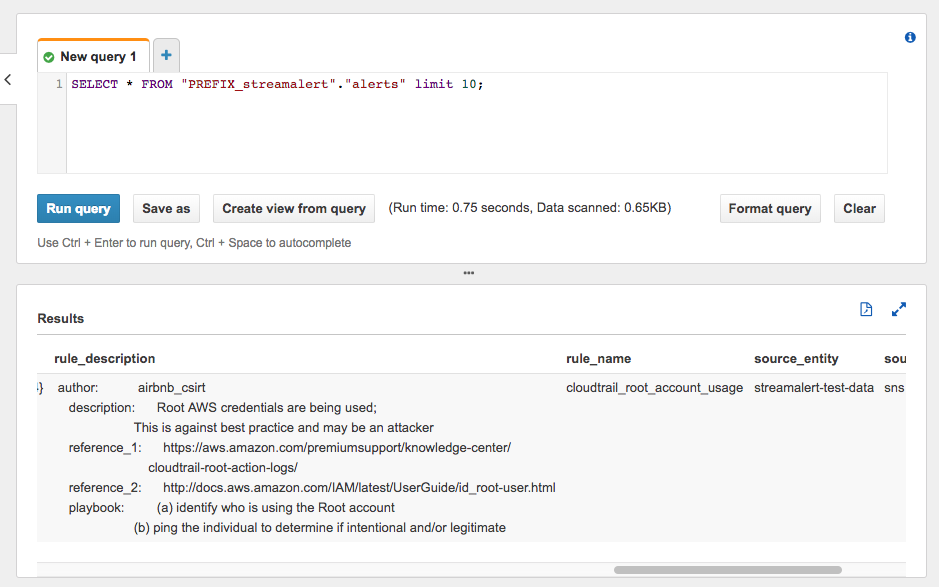 New query 1
+
1 SELECT * FROM "PREFIX_streamalert"."alerts" limit 10;
Run query Save as Create view from query (Run time: 0.75 seconds, Data scanned: 0.65KB) Format query Clear
Use Ctrl + Enter to run query, Ctrl + Space to autocomplete
Results
rule_description rule_name source_entity sou
} author: airbnb_csirt cloudtrail_root_account_usage streamalert-test-data sns
description: Root AWS credentials are being used;
This is against best practice and may be an attacker
reference_1: https://aws.amazon.com/premiumsupport/knowledge-center/
cloudtrail-root-action-logs/
reference_2: http://docs.aws.amazon.com/IAM/latest/UserGuide/id_root-user.html
playbook: (a) identify who is using the Root account
(b) ping the individual to determine if intentional and/or legitimate